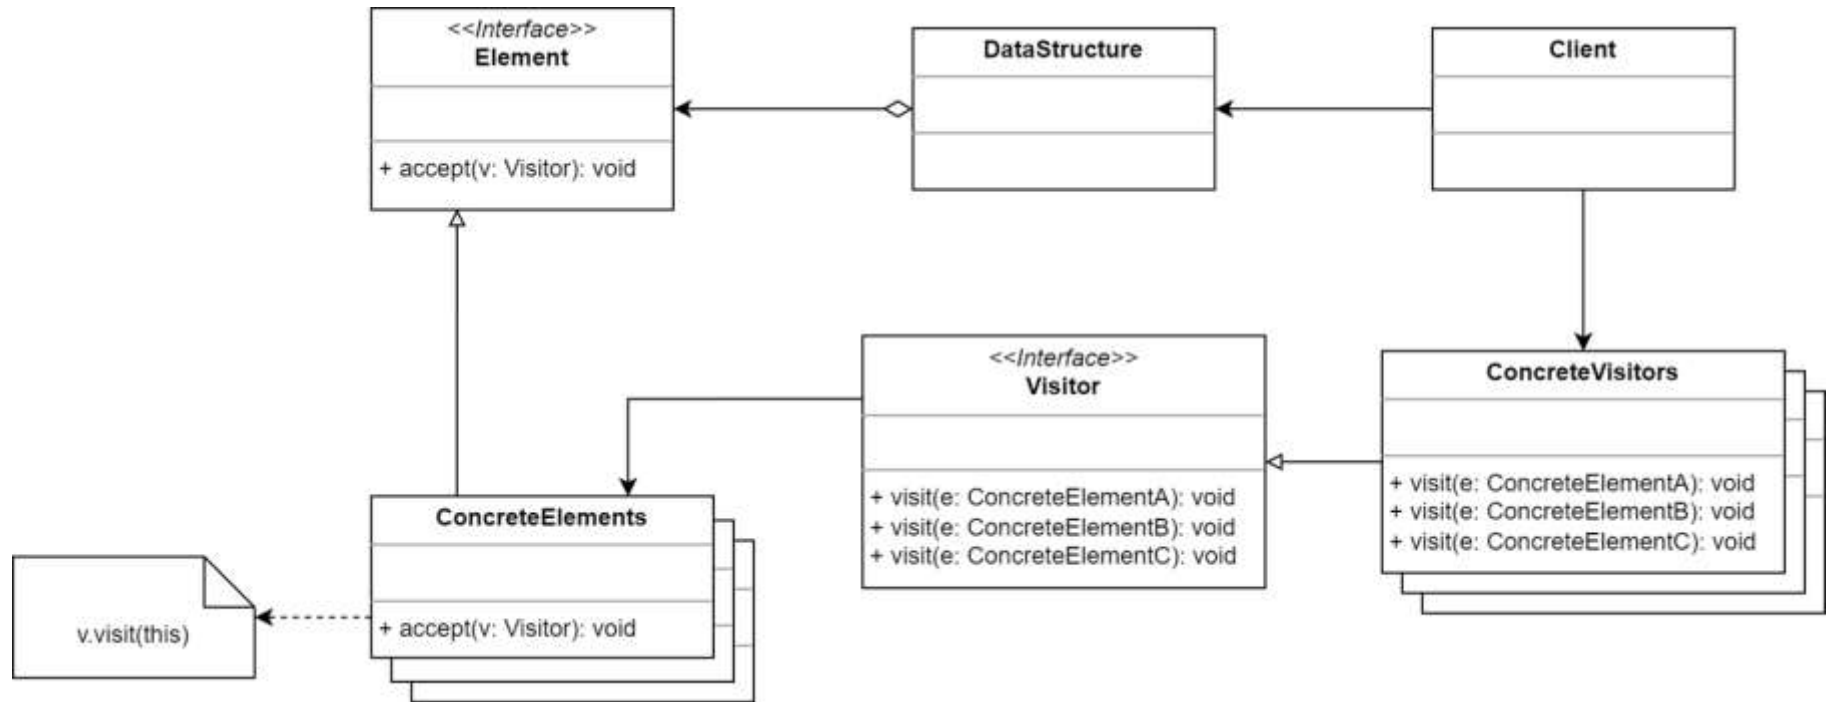 <<Interface>>
Element
+ accept(v: Visitor): void
DataStructure
Client
<<Interface>>
Visitor
+ visit(e: ConcreteElementA): void
+ visit(e: ConcreteElementB): void
+ visit(e: ConcreteElementC): void
ConcreteVisitors
+ visit(e: ConcreteElementA): void
+ visit(e: ConcreteElementB): void
+ visit(e: ConcreteElementC): void
ConcreteElements
+ accept(v: Visitor): void
v.visit(this)